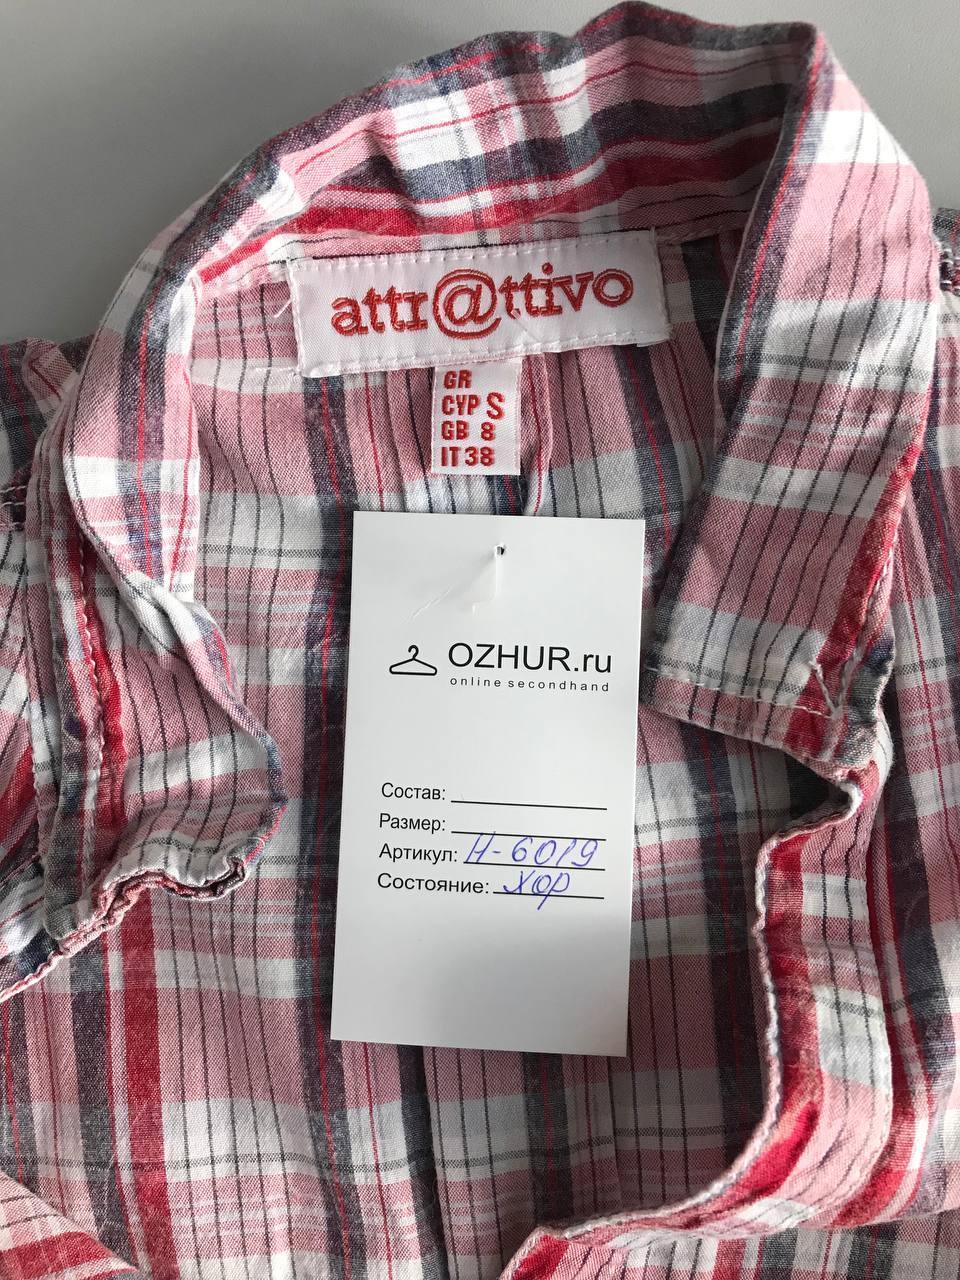 attr@ttivo
GR
CYP S
GB 8
IT 38
OZHUR.ru
online secondhand
Состав:
Размер:
Артикул: Н-6019
Состояние: хор